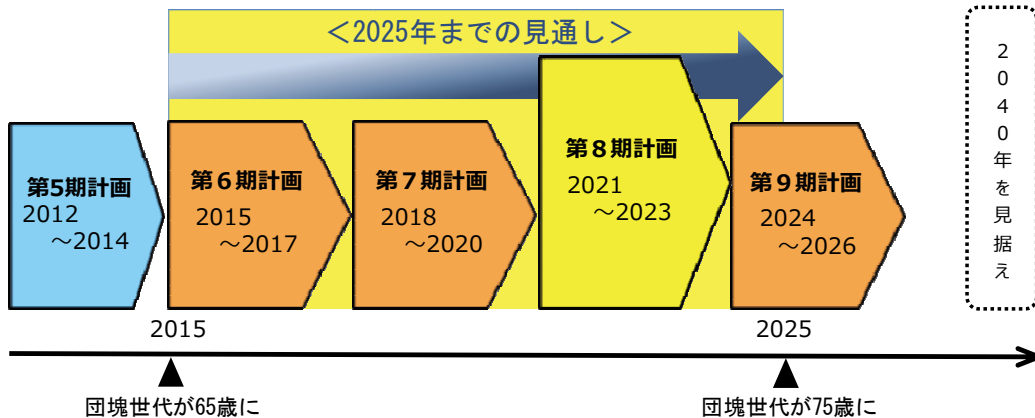 ＜2025年までの見通し＞
第5期計画
2012
～2014
第６期計画
2015
～2017
第７期計画
2018
～2020
第８期計画
2021
～2023
第９期計画
2024
～2026
2040年を見据え
2015
2025
団塊世代が65歳に
団塊世代が75歳に